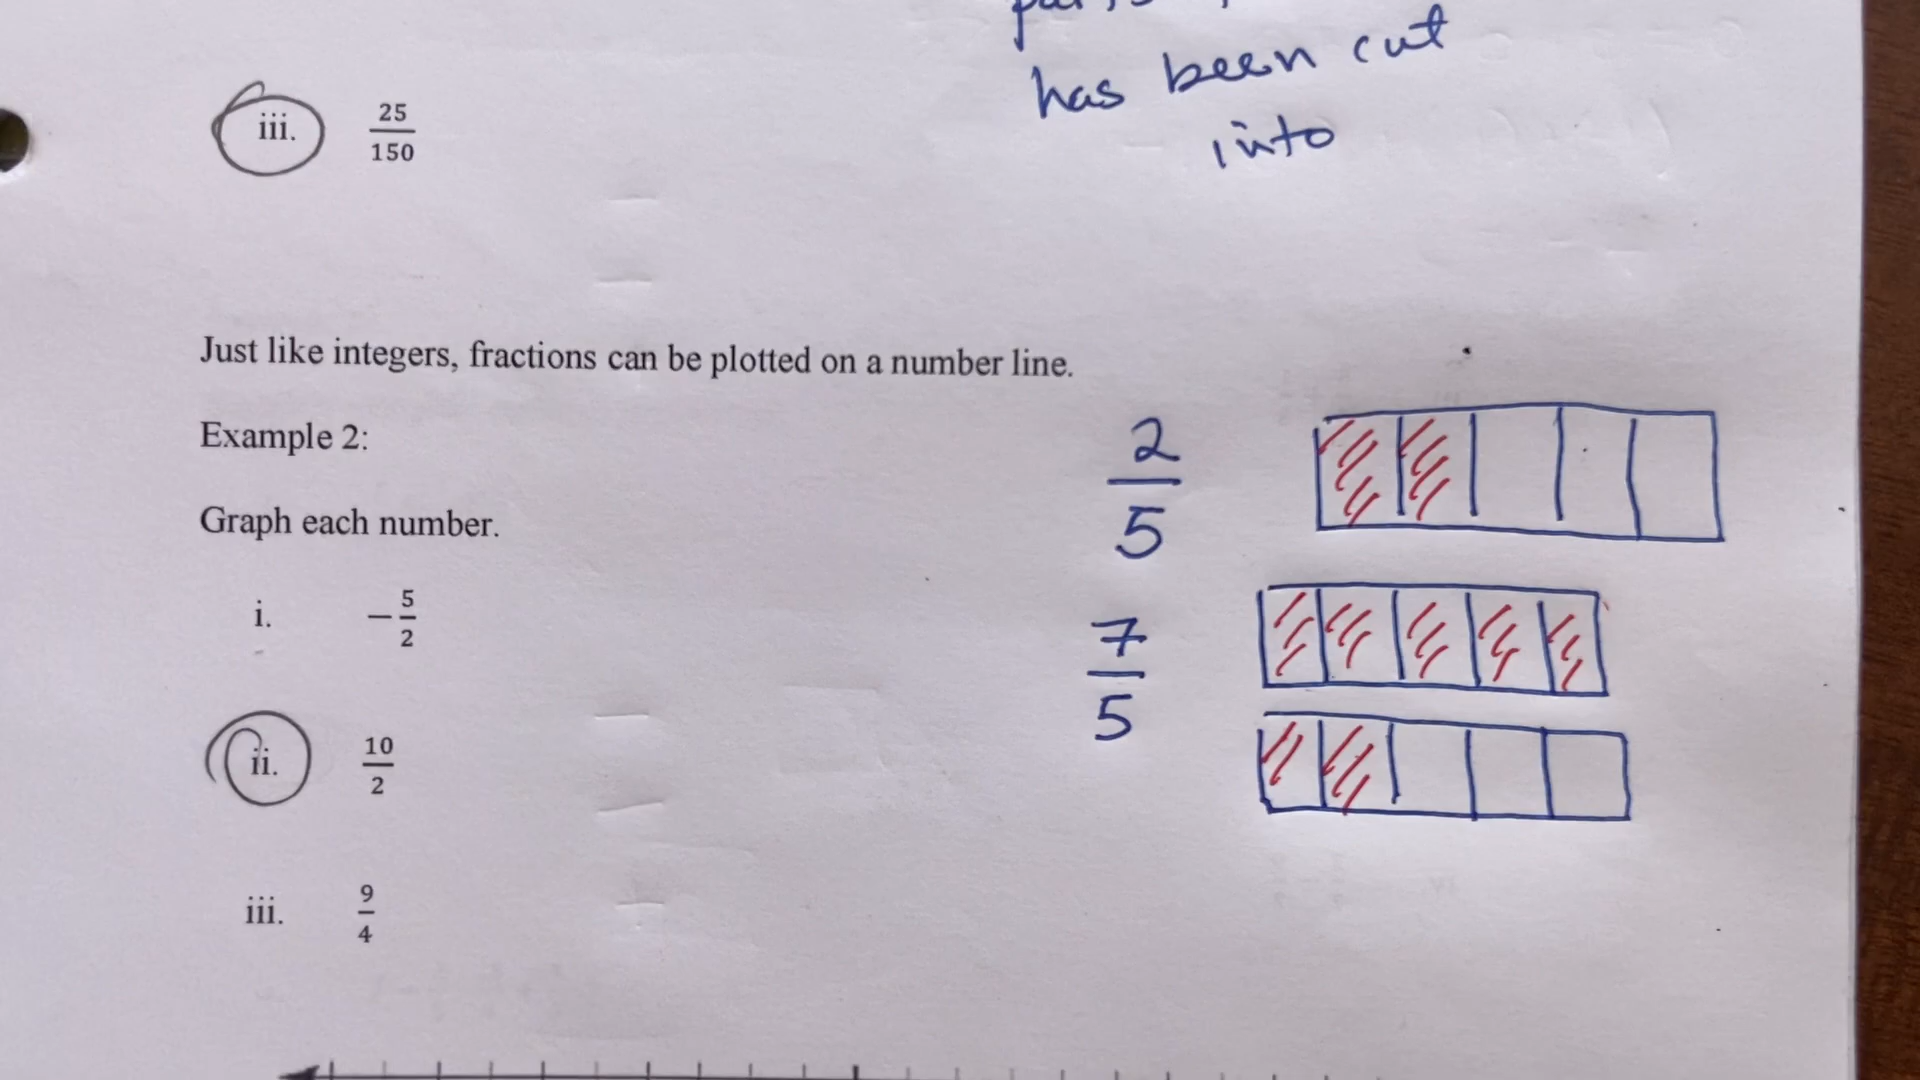 has been cut
into
iii. 25/150
Just like integers, fractions can be plotted on a number line.
Example 2:
Graph each number.
2/5
i. −5/2
7/5
ii. 10/2
iii. 9/4